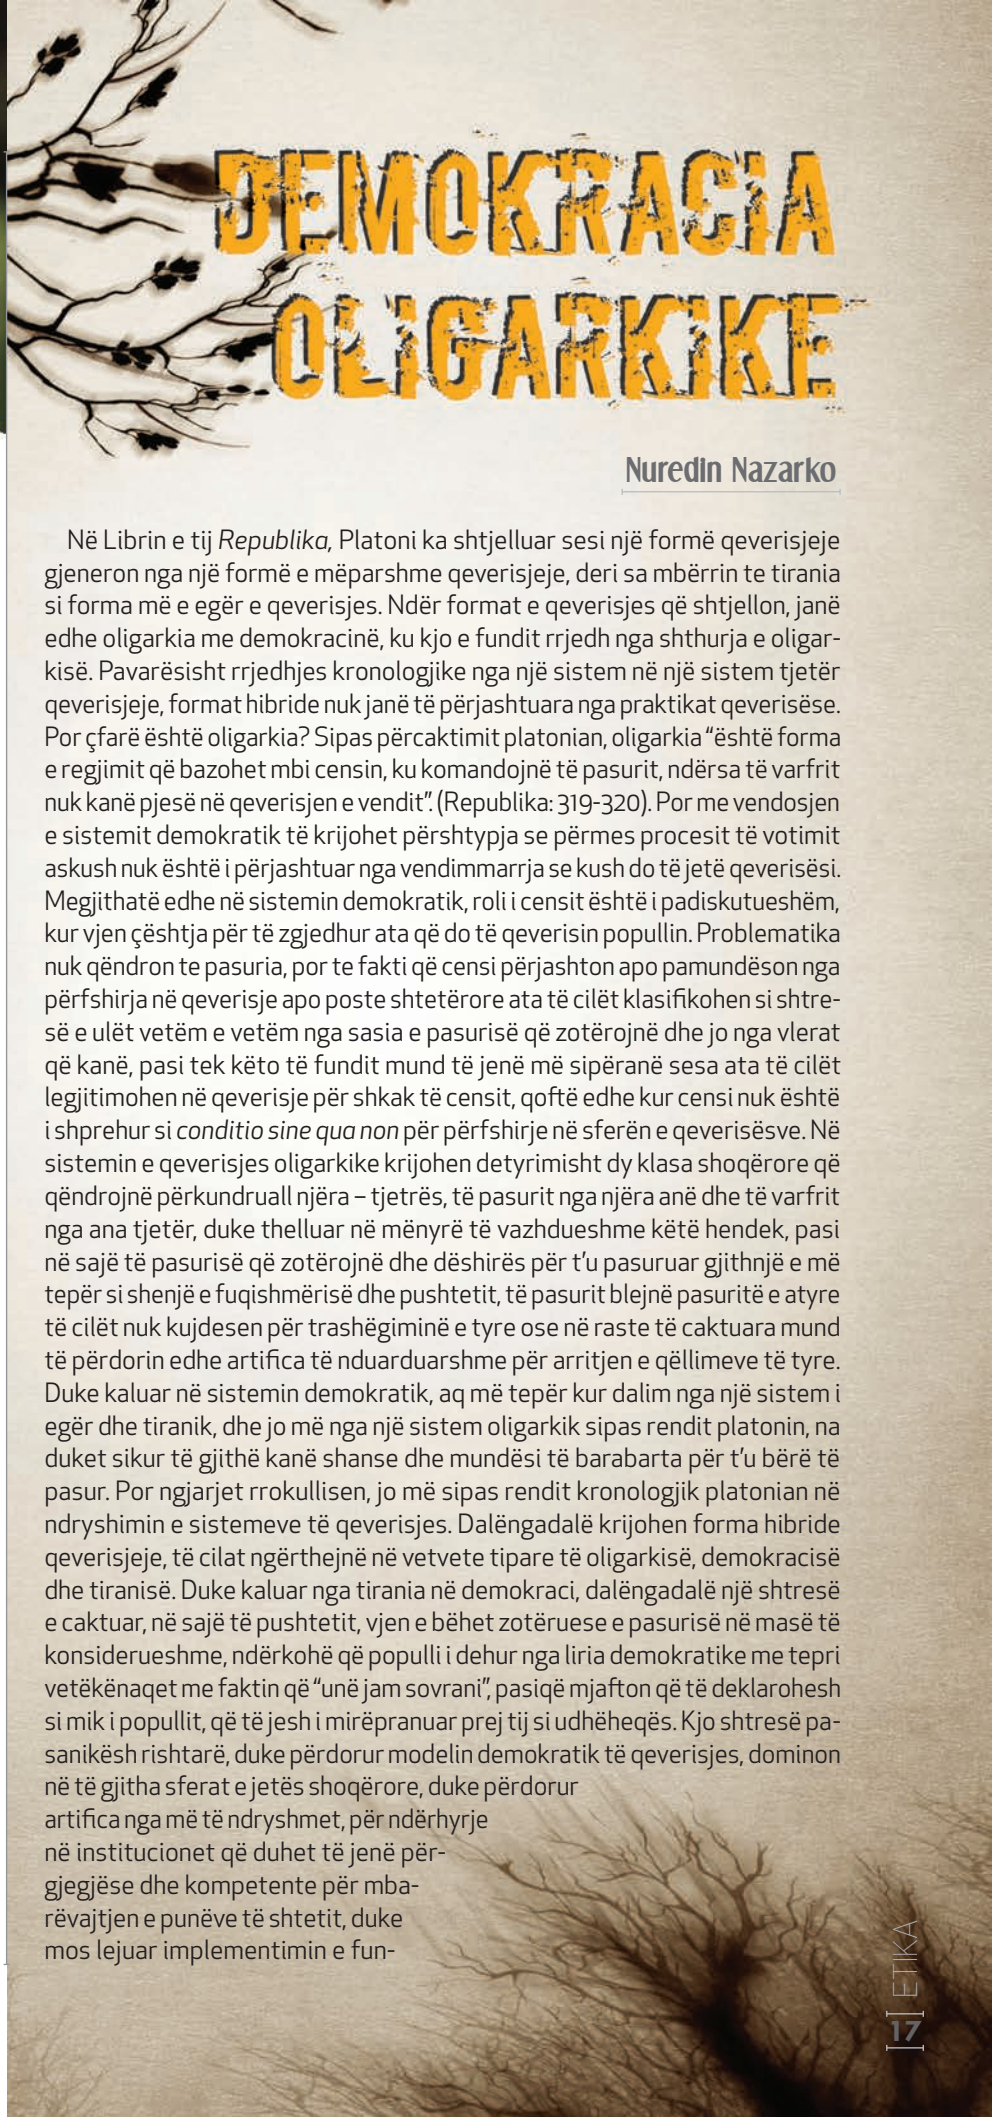 DEMOKRACIA
OLIGARKIKE
Nuredin Nazarko
Në Librin e tij Republika, Platoni ka shtjelluar sesi një formë qeverisjeje
gjeneron nga një formë e mëparshme qeverisjeje, deri sa mbërrin te tirania
si forma më e egër e qeverisjes. Ndër format e qeverisjes që shtjellon, janë
edhe oligarkia me demokracinë, ku kjo e fundit rrjedh nga shthurja e oligar-
kisë. Pavarësisht rrjedhjes kronologjike nga një sistem në një sistem tjetër
qeverisjeje, format hibride nuk janë të përjashtuara nga praktikat qeverisëse.
Por çfarë është oligarkia? Sipas përcaktimit platonian, oligarkia “është forma
e regjimit që bazohet mbi censin, ku komandojnë të pasurit, ndërsa të varfrit
nuk kanë pjesë në qeverisjen e vendit”. (Republika: 319-320). Por me vendosjen
e sistemit demokratik të krijohet përshtypja se përmes procesit të votimit
askush nuk është i përjashtuar nga vendimmarrja se kush do të jetë qeverisësi.
Megjithatë edhe në sistemin demokratik, roli i censit është i padiskutueshëm,
kur vjen çështja për të zgjedhur ata që do të qeverisin popullin. Problematika
nuk qëndron te pasuria, por te fakti që censi përjashton apo pamundëson nga
përfshirja në qeverisje apo poste shtetërore ata të cilët klasifikohen si shtre-
së e ulët vetëm e vetëm nga sasia e pasurisë që zotërojnë dhe jo nga vlerat
që kanë, pasi tek këto të fundit mund të jenë më sipëranë sesa ata të cilët
legjitimohen në qeverisje për shkak të censit, qoftë edhe kur censi nuk është
i shprehur si conditio sine qua non për përfshirje në sferën e qeverisësve. Në
sistemin e qeverisjes oligarkike krijohen detyrimisht dy klasa shoqërore që
qëndrojnë përkundruall njëra – tjetrës, të pasurit nga njëra anë dhe të varfrit
nga ana tjetër, duke thelluar në mënyrë të vazhdueshme këtë hendek, pasi
në sajë të pasurisë që zotërojnë dhe dëshirës për t’u pasuruar gjithnjë e më
tepër si shenjë e fuqishmërisë dhe pushtetit, të pasurit blejnë pasuritë e atyre
të cilët nuk kujdesen për trashëgiminë e tyre ose në raste të caktuara mund
të përdorin edhe artifica të nduarduarshme për arritjen e qëllimeve të tyre.
Duke kaluar në sistemin demokratik, aq më tepër kur dalim nga një sistem i
egër dhe tiranik, dhe jo më nga një sistem oligarkik sipas rendit platonin, na
duket sikur të gjithë kanë shanse dhe mundësi të barabarta për t’u bërë të
pasur. Por ngjarjet rrokullisen, jo më sipas rendit kronologjik platonian në
ndryshimin e sistemeve të qeverisjes. Dalëngadalë krijohen forma hibride
qeverisjeje, të cilat ngërthejnë në vetvete tipare të oligarkisë, demokracisë
dhe tiranisë. Duke kaluar nga tirania në demokraci, dalëngadalë një shtresë
e caktuar, në sajë të pushtetit, vjen e bëhet zotëruese e pasurisë në masë të
konsiderueshme, ndërkohë që populli i dehur nga liria demokratike me tepri
vetëkënaqet me faktin që “unë jam sovrani”, pasiqë mjafton që të deklarohesh
si mik i popullit, që të jesh i mirëpranuar prej tij si udhëheqës. Kjo shtresë pa-
sanikësh rishtarë, duke përdorur modelin demokratik të qeverisjes, dominon
në të gjitha sferat e jetës shoqërore, duke përdorur
artifica nga më të ndryshmet, për ndërhyrje
në institucionet që duhet të jenë për-
gjegjëse dhe kompetente për mba-
rëvajtjen e punëve të shtetit, duke
mos lejuar implementimin e fun-
ETIKA
17